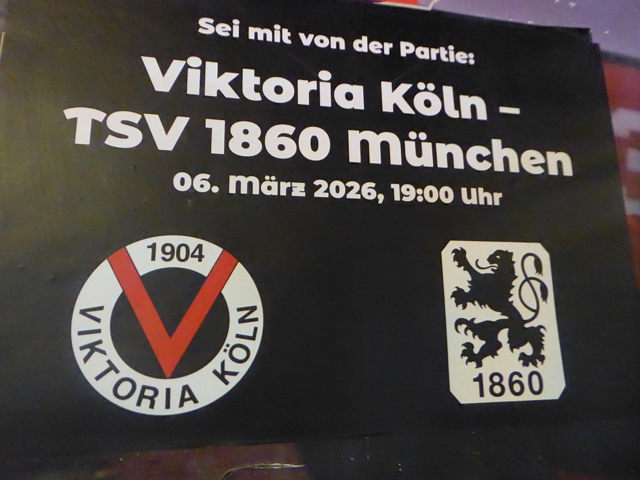 Sei mit von der Partie:
Viktoria Köln –
TSV 1860 München
06. März 2026, 19:00 Uhr
1904
VIKTORIA KÖLN
1860